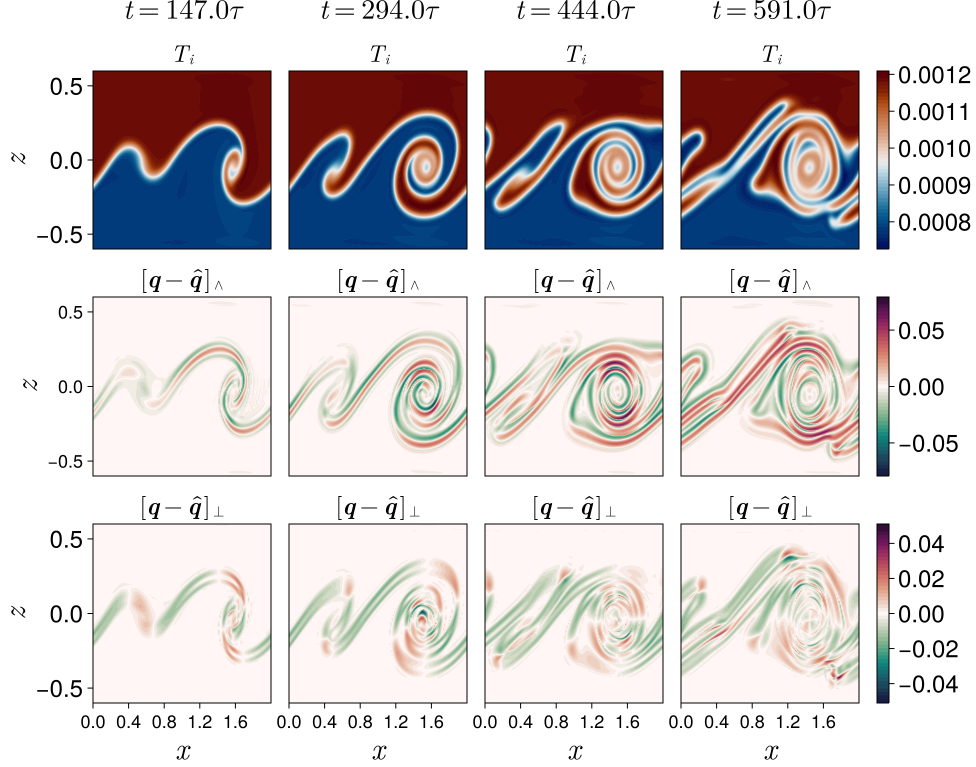 t = 147.0τ t = 294.0τ t = 444.0τ t = 591.0τ
T_i T_i T_i T_i
0.5
0.0
−0.5
z
0.0012
0.0010
0.0009
0.0008
[q − q̂]_∧ [q − q̂]_∧ [q − q̂]_∧ [q − q̂]_∧
0.5
0.0
−0.5
z
0.05
0.00
−0.05
[q − q̂]_⊥ [q − q̂]_⊥ [q − q̂]_⊥ [q − q̂]_⊥
0.5
0.0
−0.5
z
0.04
0.02
0.00
−0.02
−0.04
0.0 0.4 0.8 1.2 1.6 0.0 0.4 0.8 1.2 1.6 0.0 0.4 0.8 1.2 1.6 0.0 0.4 0.8 1.2 1.6
x x x x